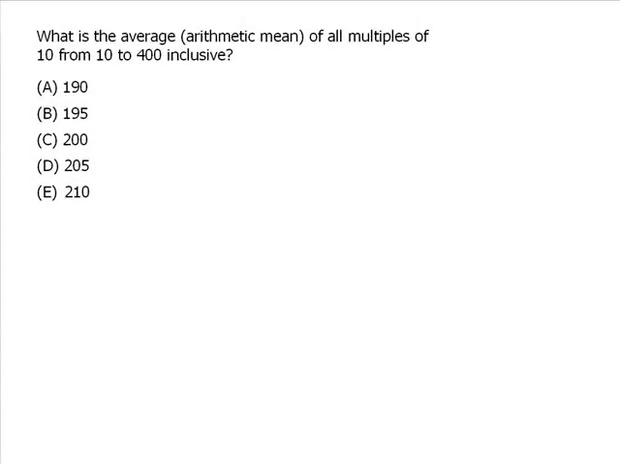 What is the average (arithmetic mean) of all multiples of
10 from 10 to 400 inclusive?
(A) 190
(B) 195
(C) 200
(D) 205
(E) 210